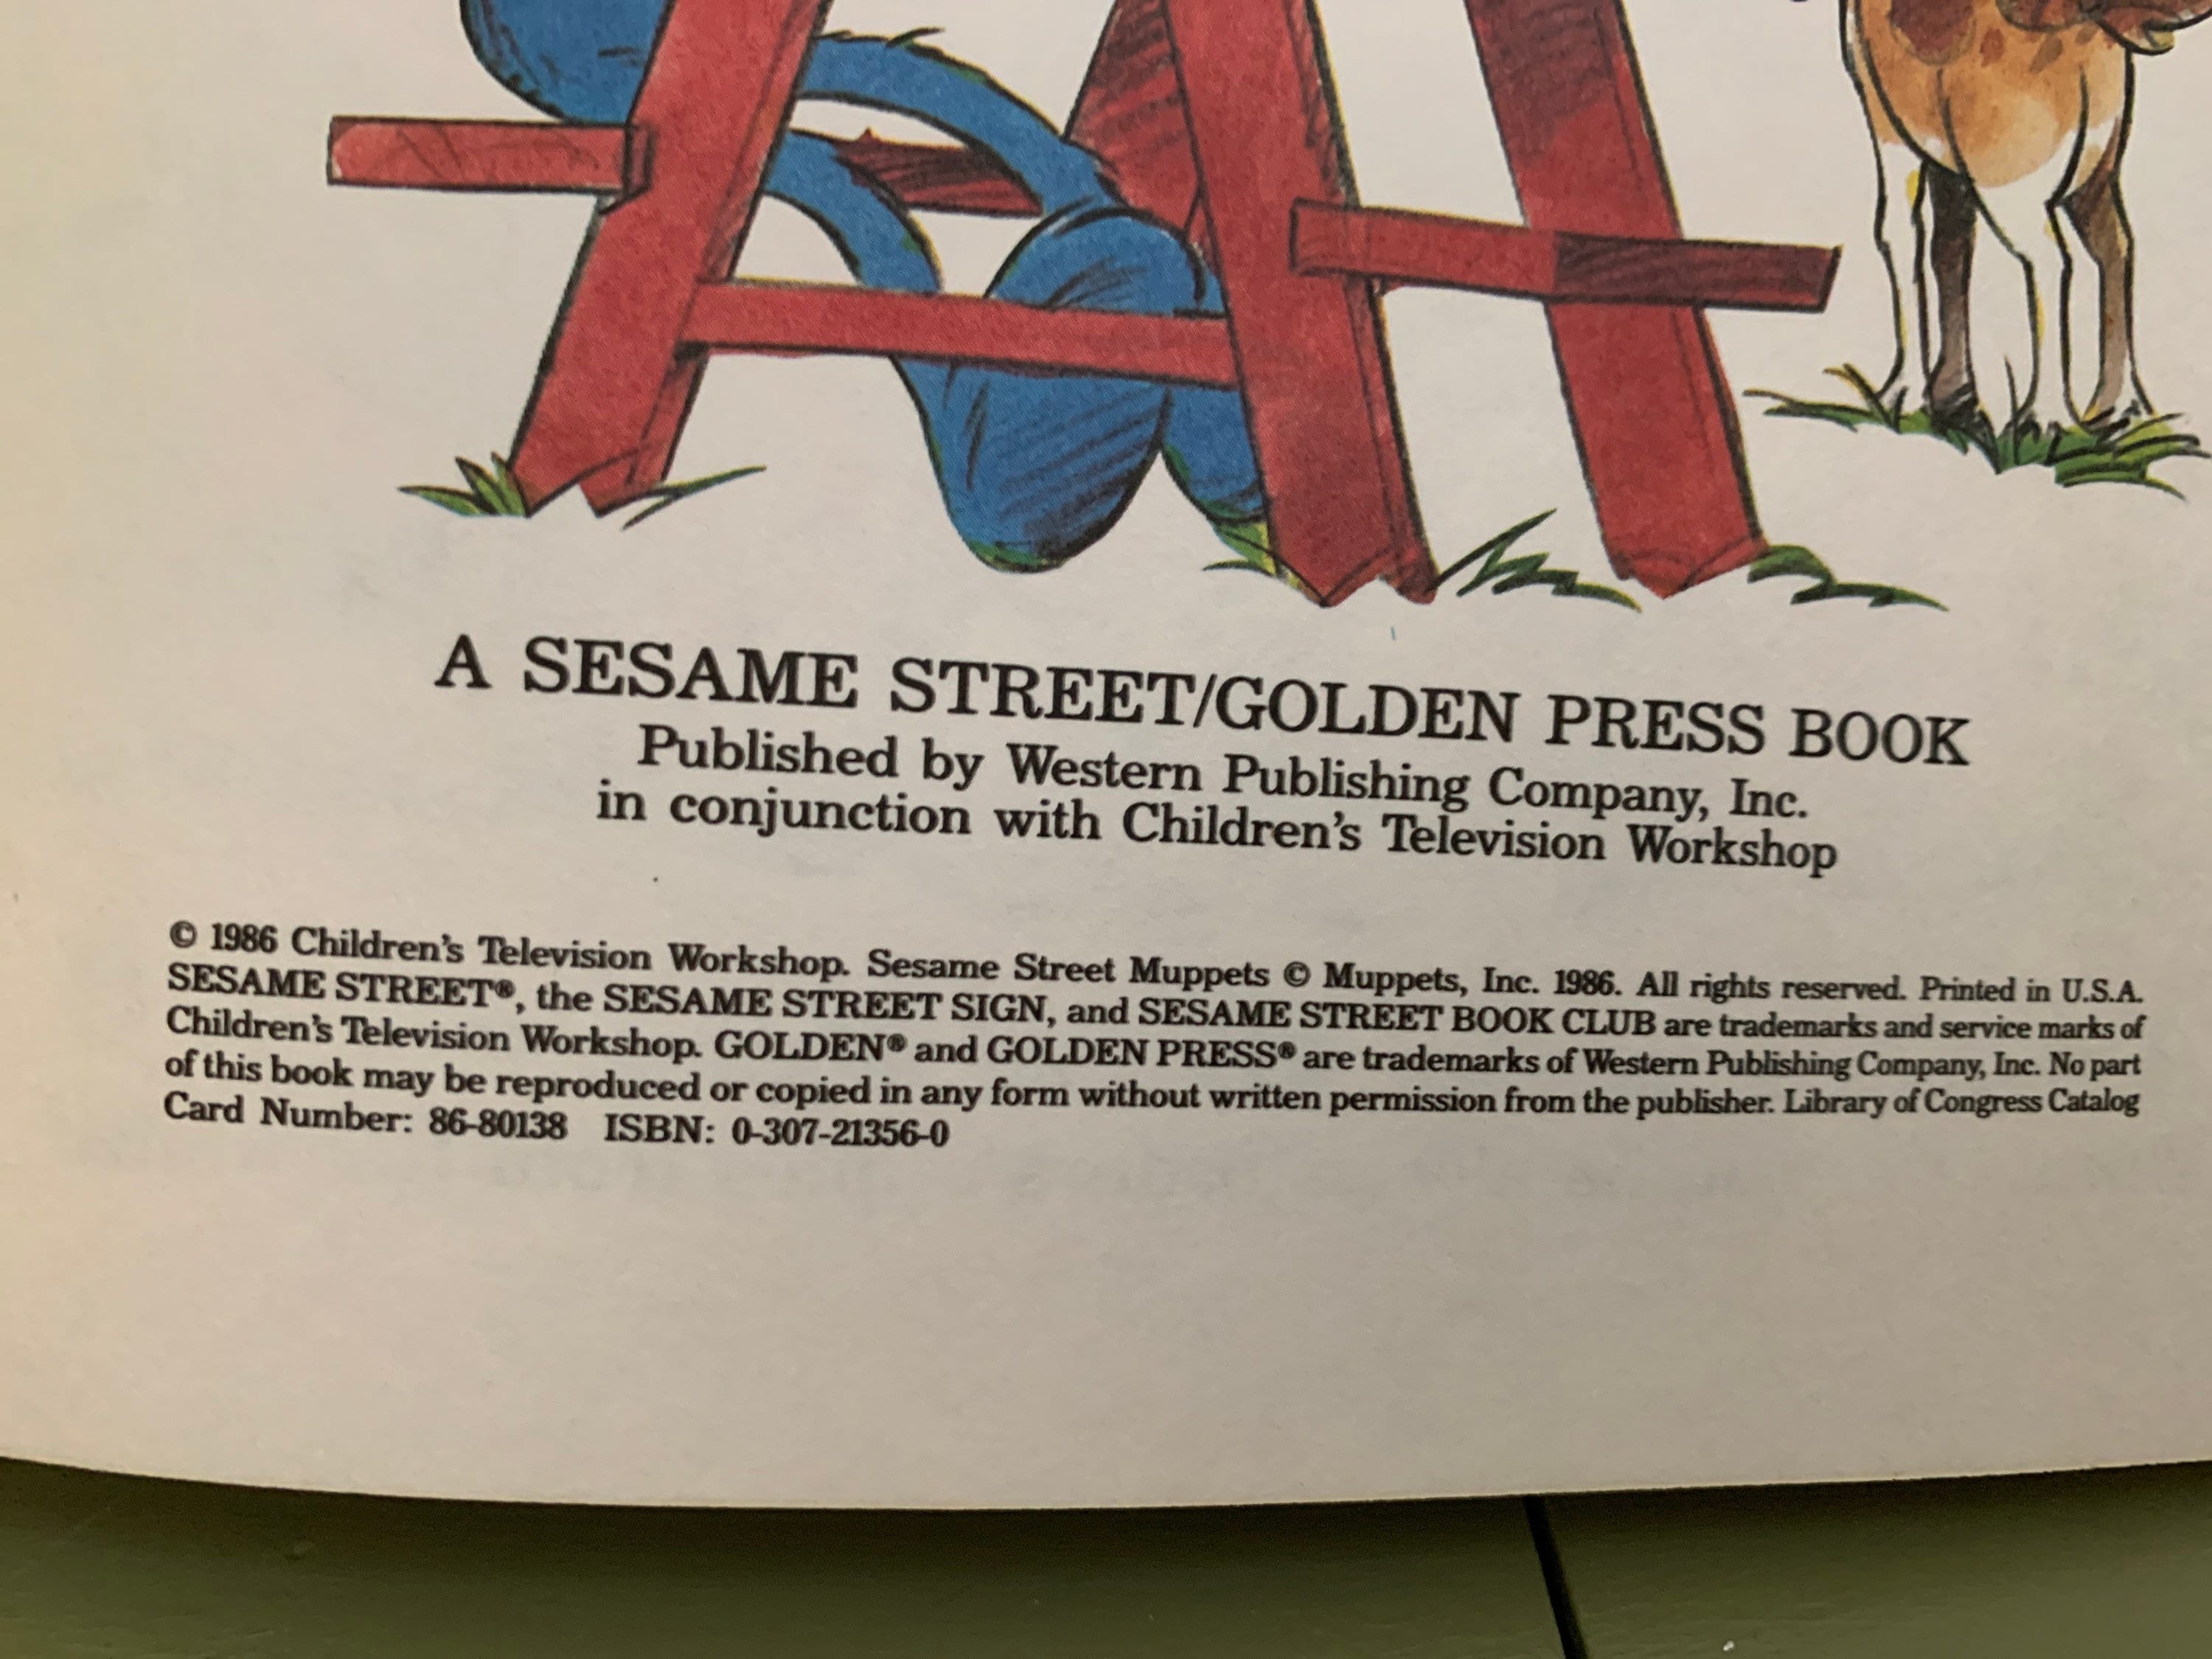 A SESAME STREET/GOLDEN PRESS BOOK
Published by Western Publishing Company, Inc.
in conjunction with Children's Television Workshop
© 1986 Children's Television Workshop. Sesame Street Muppets © Muppets, Inc. 1986. All rights reserved. Printed in U.S.A.
SESAME STREET®, the SESAME STREET SIGN, and SESAME STREET BOOK CLUB are trademarks and service marks of
Children's Television Workshop. GOLDEN® and GOLDEN PRESS® are trademarks of Western Publishing Company, Inc. No part
of this book may be reproduced or copied in any form without written permission from the publisher. Library of Congress Catalog
Card Number: 86-80138 ISBN: 0-307-21356-0